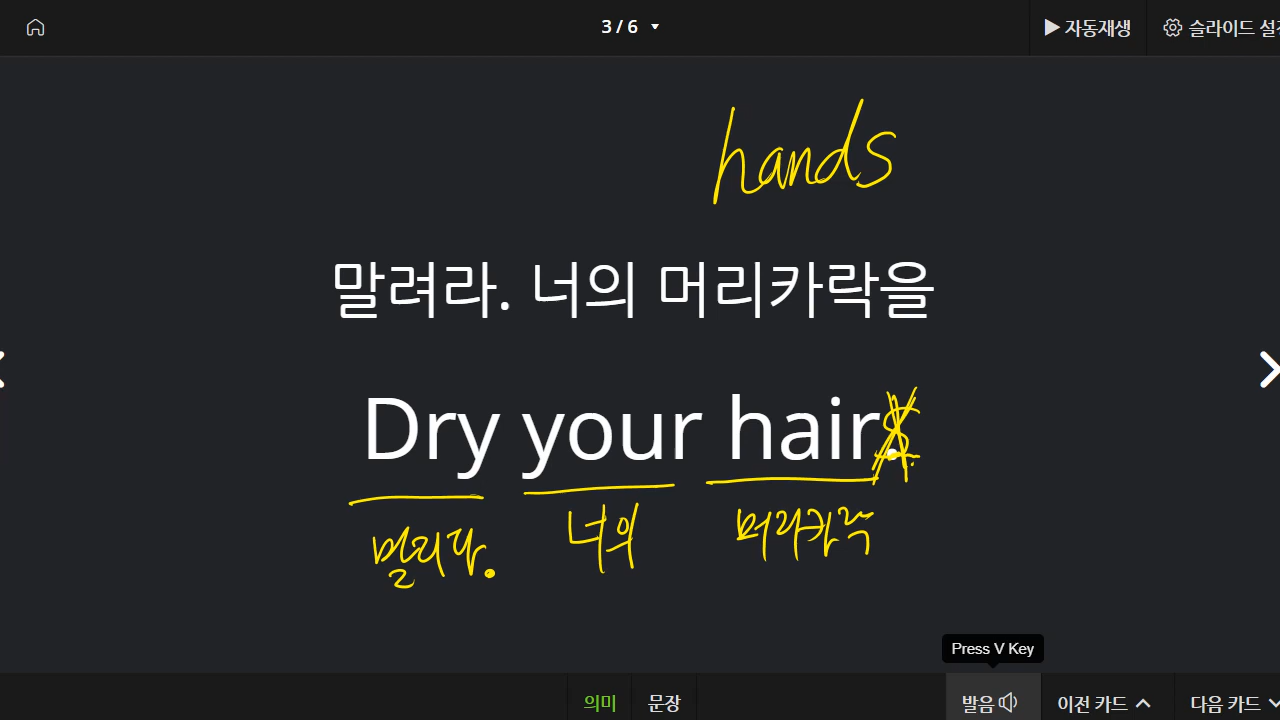 3 / 6
자동재생
슬라이드 설
hands
말려라. 너의 머리카락을
Dry your hair.
말리다.
너의
머리카락
Press V Key
의미
문장
발음
이전 카드
다음 카드